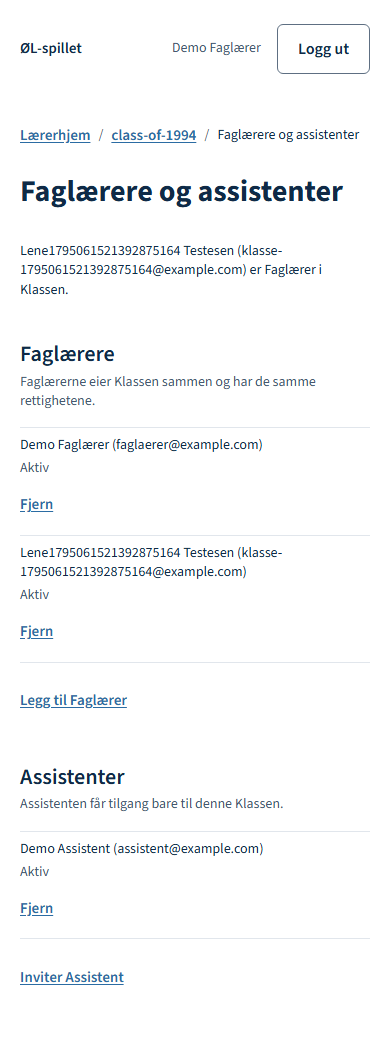 ØL-spillet
Demo Faglærer
Logg ut
Lærerhjem / class-of-1994 / Faglærere og assistenter
Faglærere og assistenter
Lene1795061521392875164 Testesen (klasse-
1795061521392875164@example.com) er Faglærer i
Klassen.
Faglærere
Faglærerne eier Klassen sammen og har de samme
rettighetene.
Demo Faglærer (faglaerer@example.com)
Aktiv
Fjern
Lene1795061521392875164 Testesen (klasse-
1795061521392875164@example.com)
Aktiv
Fjern
Legg til Faglærer
Assistenter
Assistenten får tilgang bare til denne Klassen.
Demo Assistent (assistent@example.com)
Aktiv
Fjern
Inviter Assistent